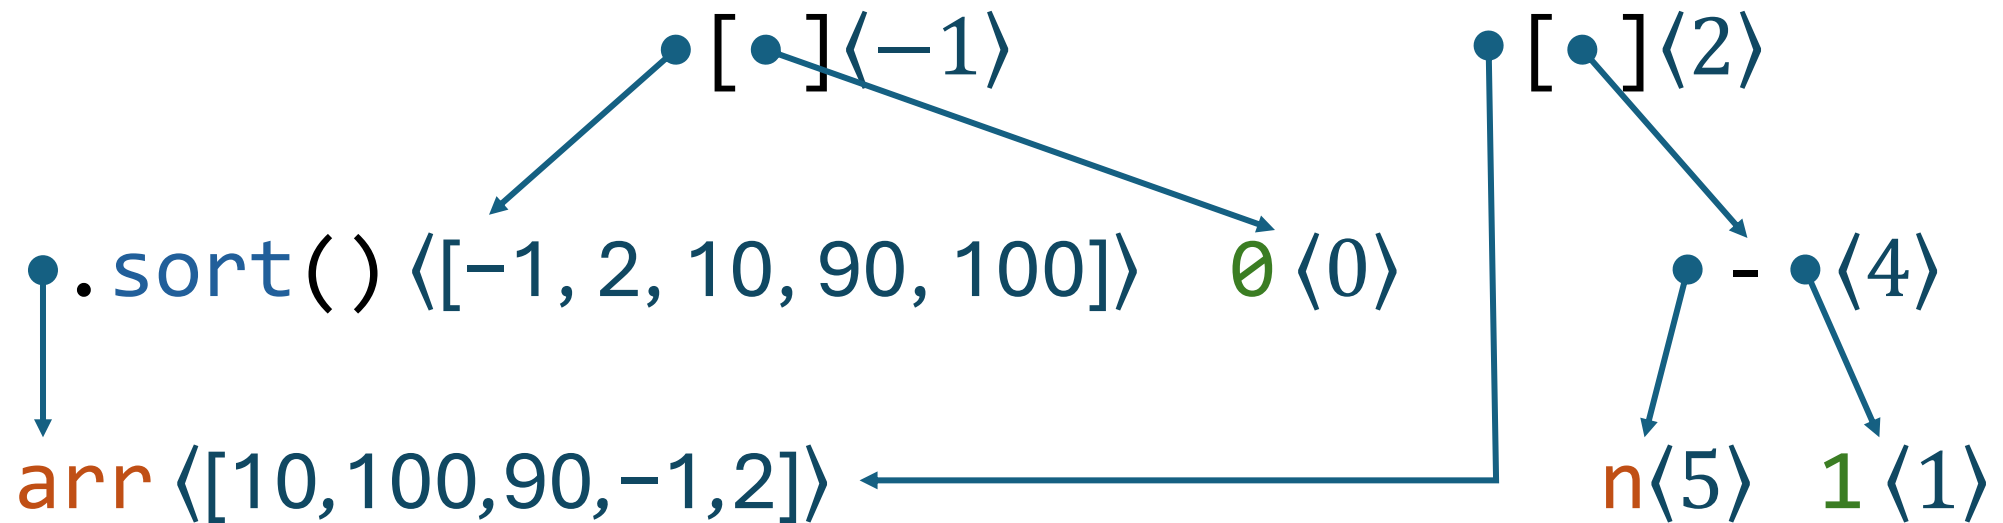 [ ]⟨−1⟩ [ ]⟨2⟩
.sort() ⟨[−1, 2, 10, 90, 100]⟩ 0 ⟨0⟩ - ⟨4⟩
arr ⟨[10,100,90,−1,2]⟩ n⟨5⟩ 1 ⟨1⟩